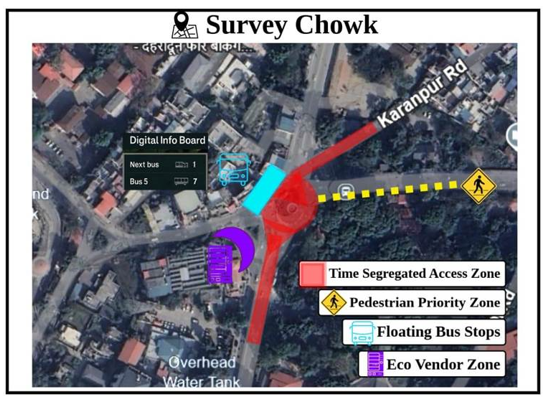 Survey Chowk
- देहरादून फॉर बैंकिंग...
Karanpur Rd
Digital Info Board
Next bus 1
Bus 5 7
nd
k
Time Segregated Access Zone
Pedestrian Priority Zone
Floating Bus Stops
Eco Vendor Zone
Overhead
Water Tank